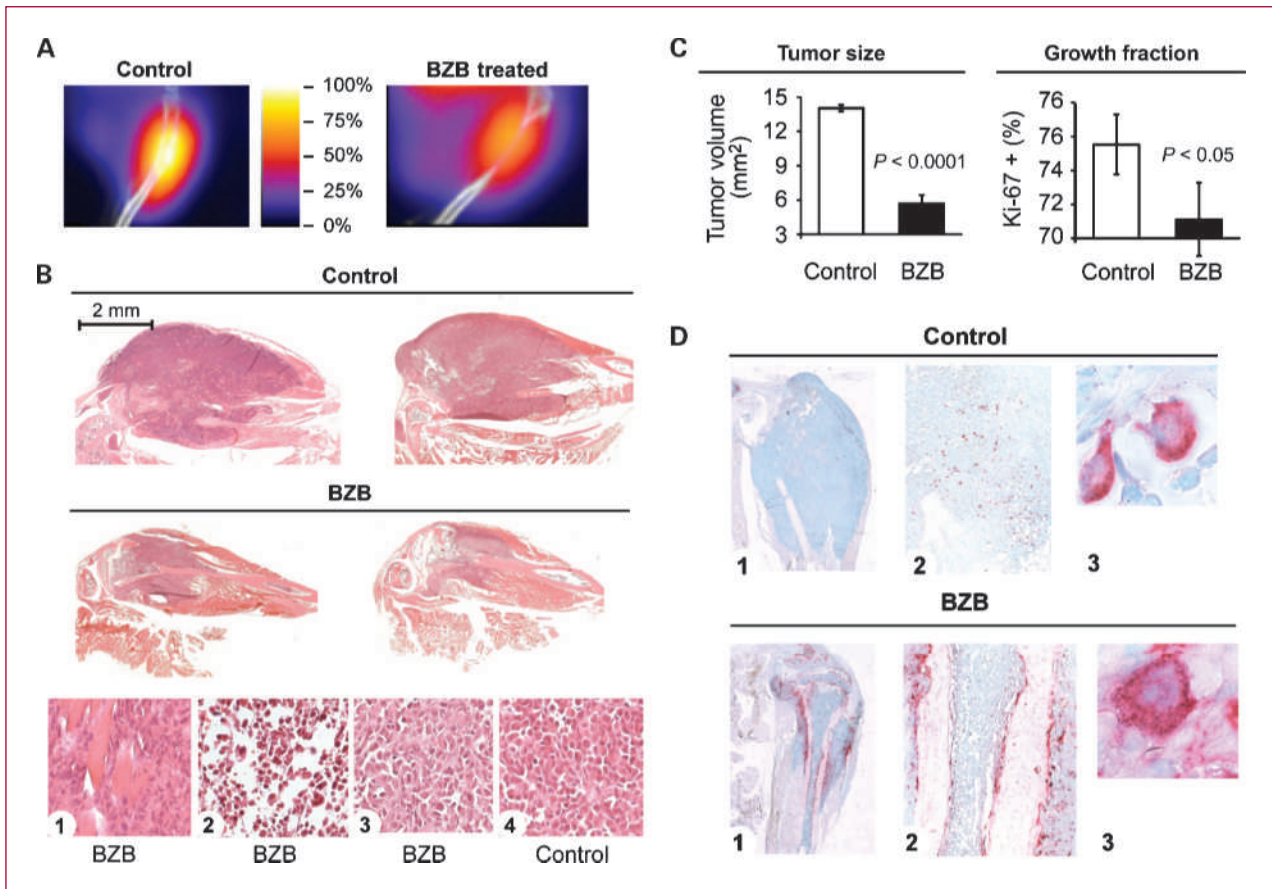 A
Control
BZB treated
100%
75%
50%
25%
0%
B
Control
2 mm
BZB
1
2
3
4
BZB
BZB
BZB
Control
C
Tumor size
Growth fraction
Tumor volume
(mm²)
15
12
9
6
3
P < 0.0001
Control
BZB
Ki-67 + (%)
76
76
74
72
71
70
P < 0.05
Control
BZB
D
Control
1
2
3
BZB
1
2
3